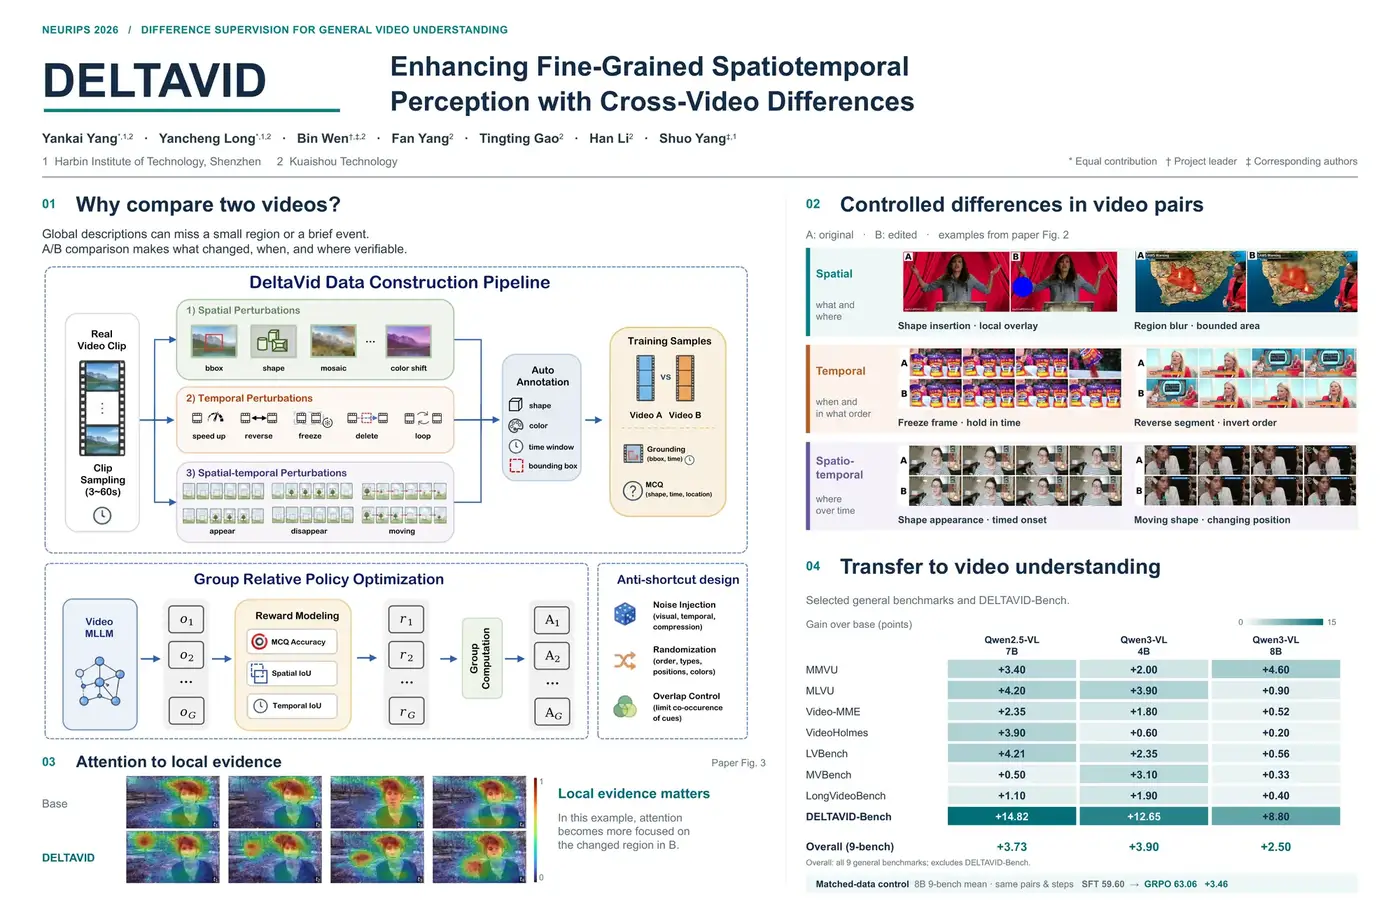 NEURIPS 2026 / DIFFERENCE SUPERVISION FOR GENERAL VIDEO UNDERSTANDING
DELTAVID
Enhancing Fine-Grained Spatiotemporal
Perception with Cross-Video Differences
Yankai Yang*,1,2 · Yancheng Long*,1,2 · Bin Wen†,‡,2 · Fan Yang2 · Tingting Gao2 · Han Li2 · Shuo Yang‡,1
1 Harbin Institute of Technology, Shenzhen 2 Kuaishou Technology
* Equal contribution † Project leader ‡ Corresponding authors
01 Why compare two videos?
Global descriptions can miss a small region or a brief event.
A/B comparison makes what changed, when, and where verifiable.
DeltaVid Data Construction Pipeline
Real
Video Clip
Clip
Sampling
(3~60s)
1) Spatial Perturbations
bbox shape mosaic ... color shift
2) Temporal Perturbations
speed up reverse freeze delete loop
3) Spatial-temporal Perturbations
appear disappear moving
Auto
Annotation
shape
color
time window
bounding box
Training Samples
VS
Video A Video B
Grounding
(bbox, time)
MCQ
(shape, time, location)
Group Relative Policy Optimization
Video
MLLM
o1
o2
...
oG
Reward Modeling
MCQ Accuracy
Spatial IoU
Temporal IoU
r1
r2
...
rG
Group
Computation
A1
A2
...
AG
Anti-shortcut design
Noise Injection
(visual, temporal,
compression)
Randomization
(order, types,
positions, colors)
Overlap Control
(limit co-occurence
of cues)
03 Attention to local evidence
Paper Fig. 3
Base
DELTAVID
1
0
Local evidence matters
In this example, attention
becomes more focused on
the changed region in B.
02 Controlled differences in video pairs
A: original · B: edited · examples from paper Fig. 2
Spatial
what and
where
A B
Shape insertion · local overlay
A B
Region blur · bounded area
Temporal
when and
in what order
A
B
Freeze frame · hold in time
A
B
Reverse segment · invert order
Spatio-
temporal
where
over time
A
B
Shape appearance · timed onset
A
B
Moving shape · changing position
04 Transfer to video understanding
Selected general benchmarks and DELTAVID-Bench.
Gain over base (points)
0 15
Qwen2.5-VL 7B Qwen3-VL 4B Qwen3-VL 8B
MMVU +3.40 +2.00 +4.60
MLVU +4.20 +3.90 +0.90
Video-MME +2.35 +1.80 +0.52
VideoHolmes +3.90 +0.60 +0.20
LVBench +4.21 +2.35 +0.56
MVBench +0.50 +3.10 +0.33
LongVideoBench +1.10 +1.90 +0.40
DELTAVID-Bench +14.82 +12.65 +8.80
Overall (9-bench) +3.73 +3.90 +2.50
Overall: all 9 general benchmarks; excludes DELTAVID-Bench.
Matched-data control 8B 9-bench mean · same pairs & steps SFT 59.60 → GRPO 63.06 +3.46